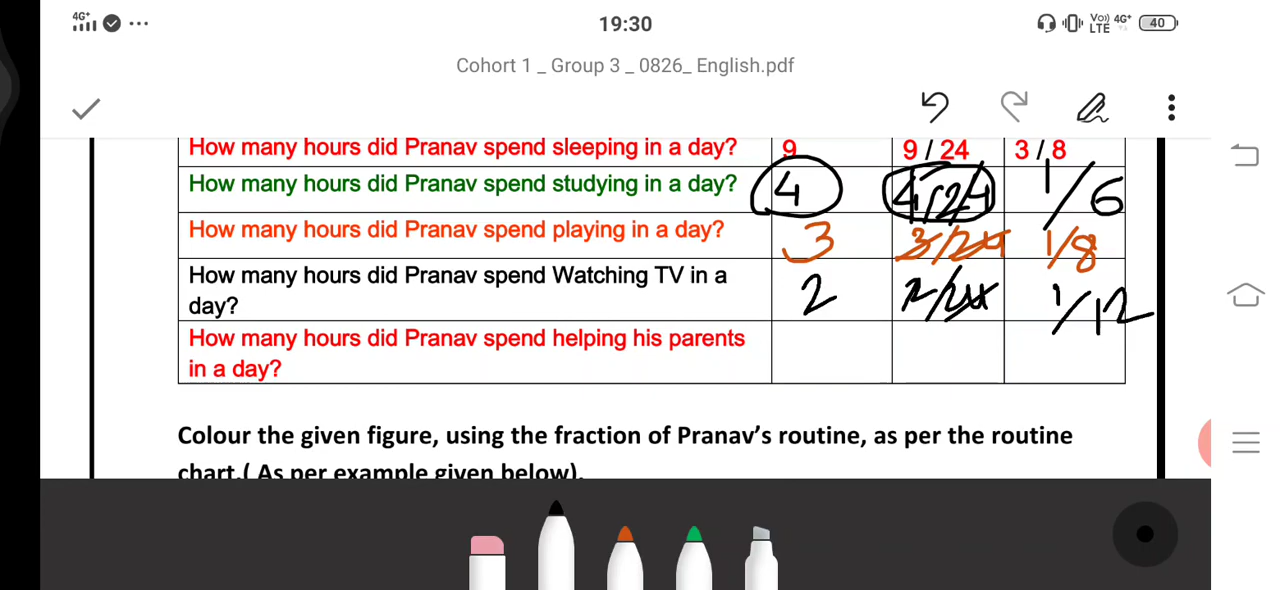 4G+ ... 19:30 Vo) LTE 4G+ 40
Cohort 1 _ Group 3 _ 0826_ English.pdf
How many hours did Pranav spend sleeping in a day? 9 9 / 24 3 / 8
How many hours did Pranav spend studying in a day? 4 4/24 1/6
How many hours did Pranav spend playing in a day? 3 3/24 1/8
How many hours did Pranav spend Watching TV in a 2 2/24 1/12
day?
How many hours did Pranav spend helping his parents
in a day?
Colour the given figure, using the fraction of Pranav's routine, as per the routine
chart.( As per example given below).